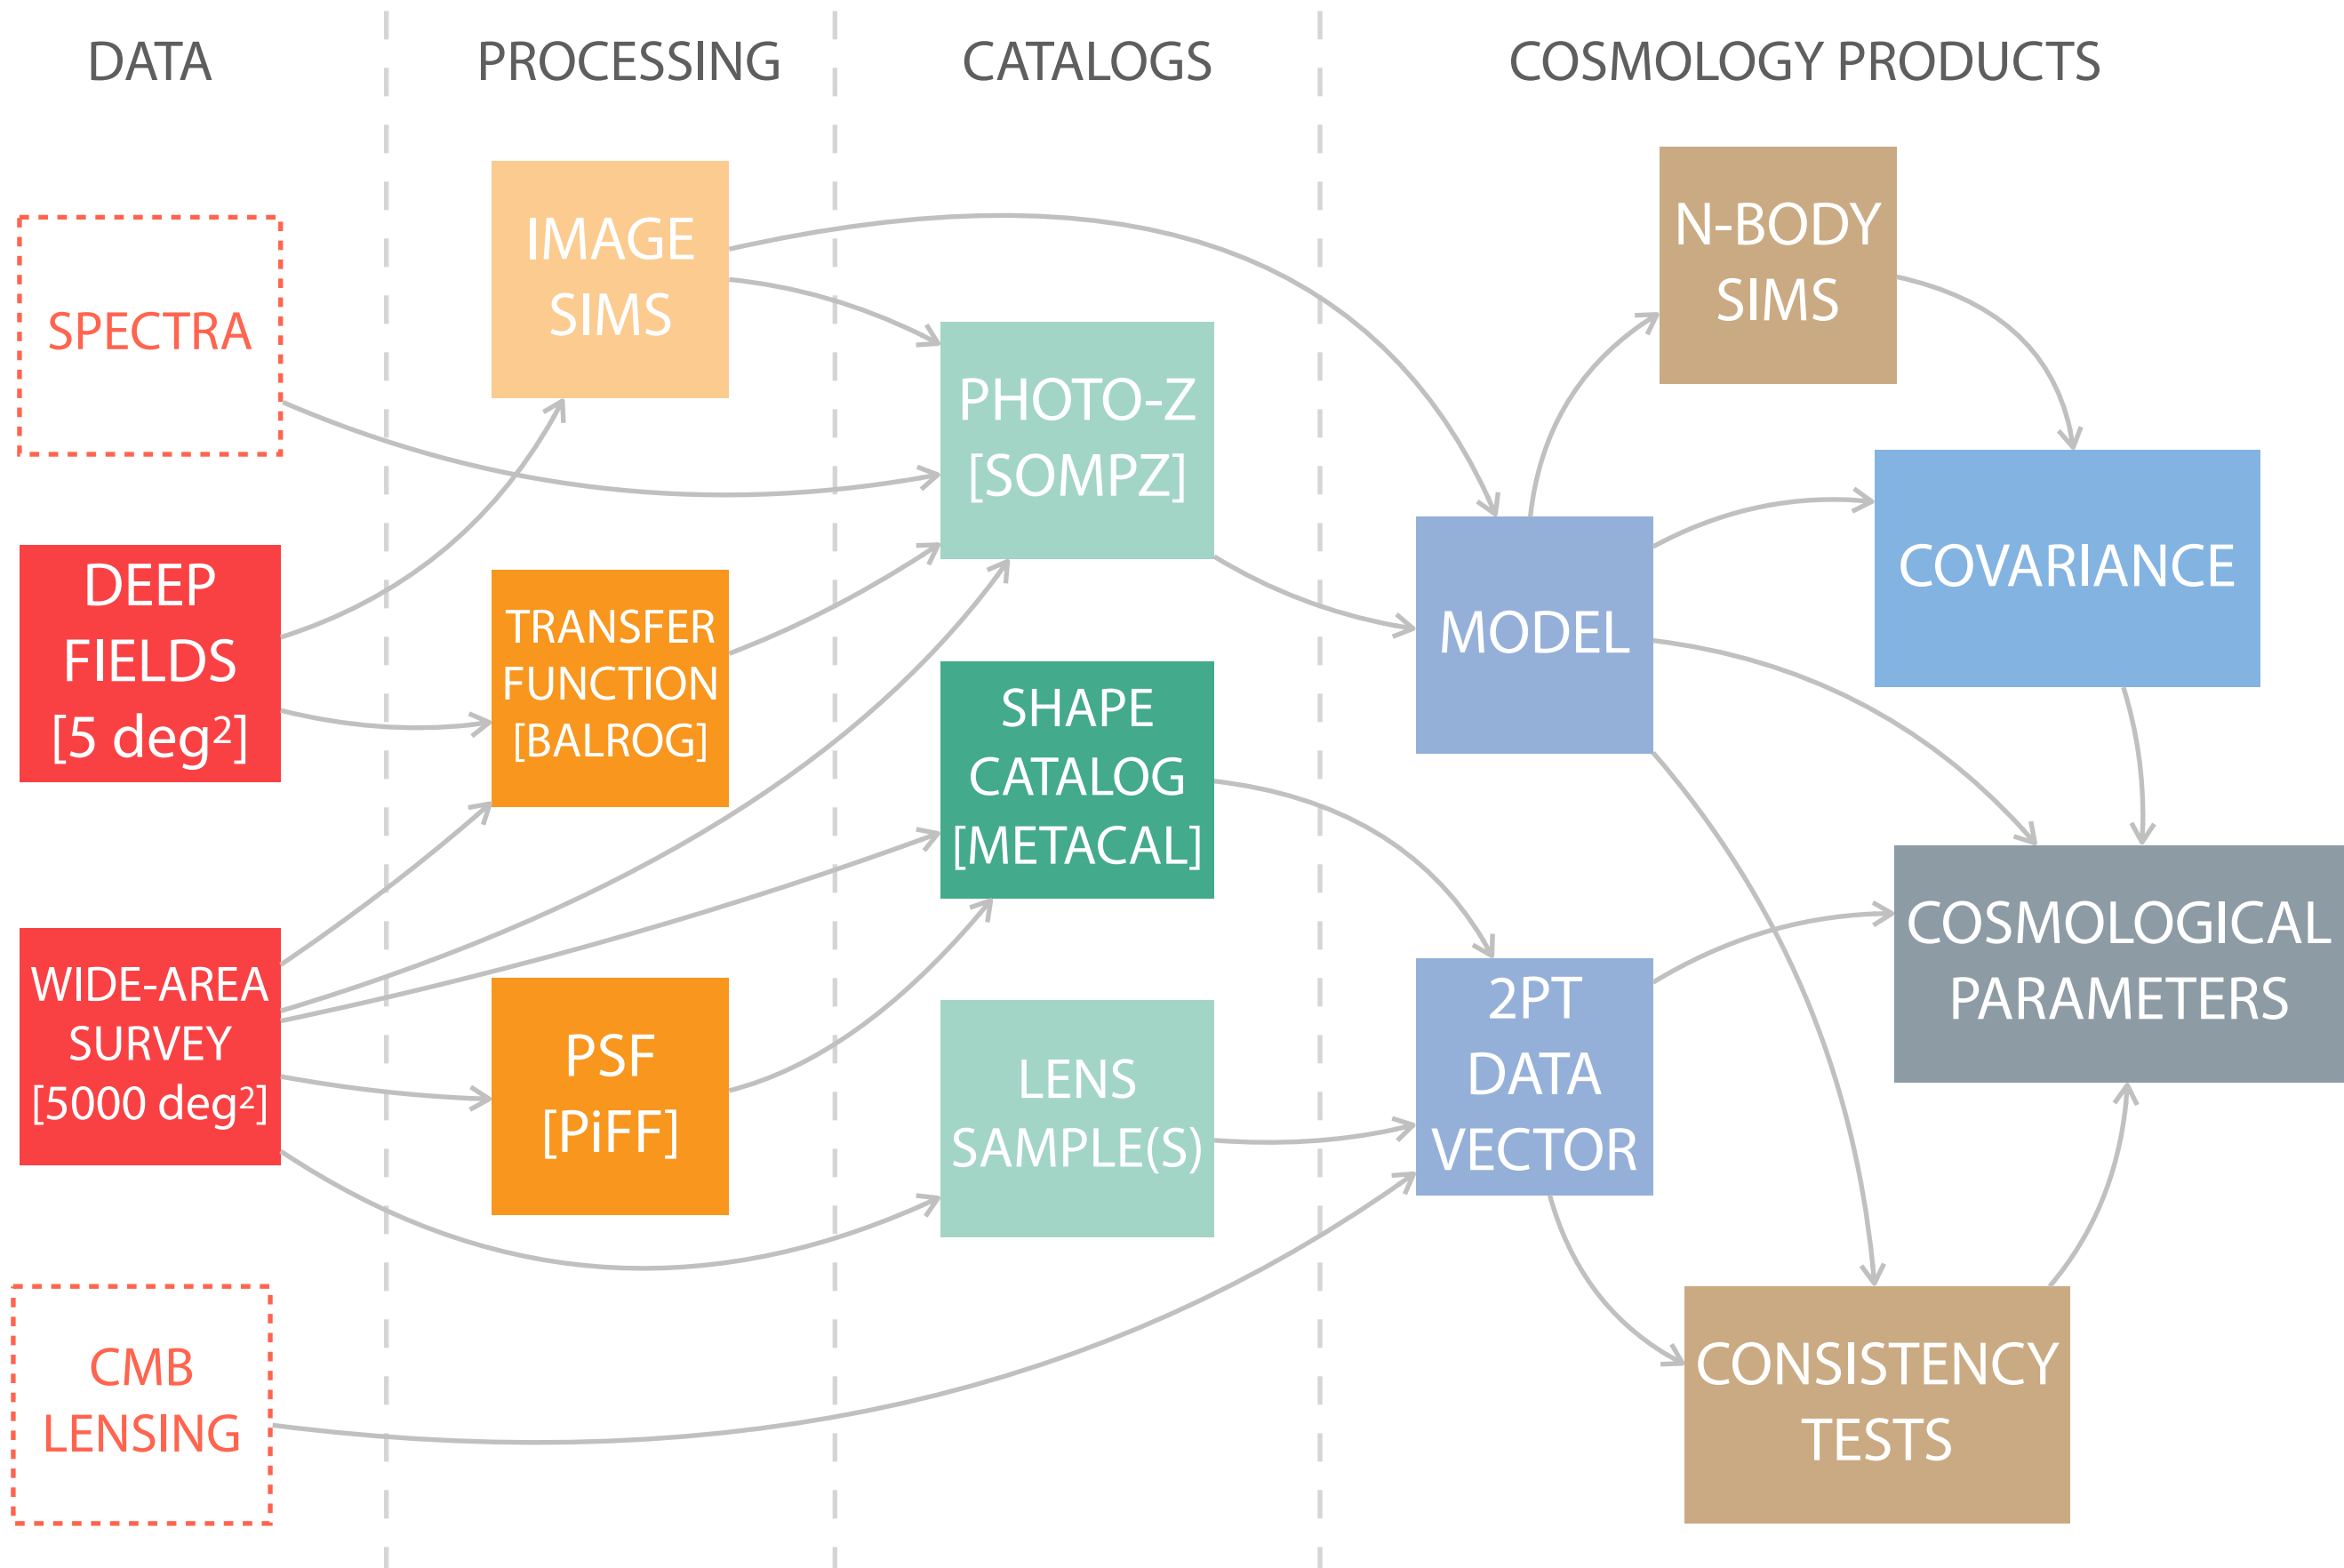 DATA
PROCESSING
CATALOGS
COSMOLOGY PRODUCTS
SPECTRA
DEEP
FIELDS
[5 deg²]
WIDE-AREA
SURVEY
[5000 deg²]
CMB
LENSING
IMAGE
SIMS
TRANSFER
FUNCTION
[BALROG]
PSF
[PiFF]
PHOTO-Z
[SOMPZ]
SHAPE
CATALOG
[METACAL]
LENS
SAMPLE(S)
N-BODY
SIMS
MODEL
COVARIANCE
2PT
DATA
VECTOR
COSMOLOGICAL
PARAMETERS
CONSISTENCY
TESTS